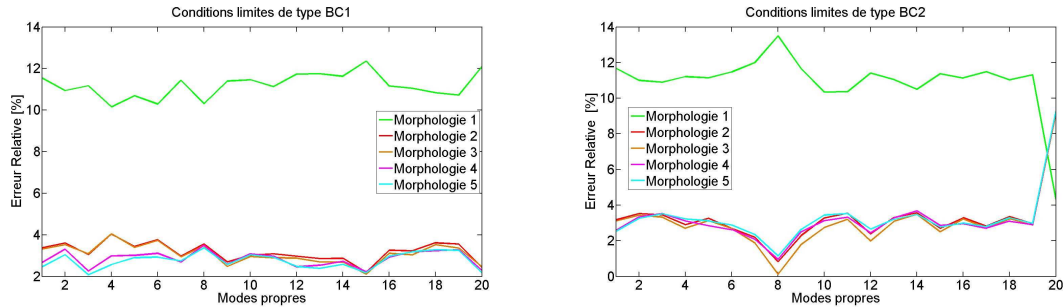 Conditions limites de type BC1
14
12
10
8
6
4
2
Erreur Relative [%]
Morphologie 1
Morphologie 2
Morphologie 3
Morphologie 4
Morphologie 5
2 4 6 8 10 12 14 16 18 20
Modes propres
Conditions limites de type BC2
14
12
10
8
6
4
2
0
Erreur Relative [%]
Morphologie 1
Morphologie 2
Morphologie 3
Morphologie 4
Morphologie 5
2 4 6 8 10 12 14 16 18 20
Modes propres